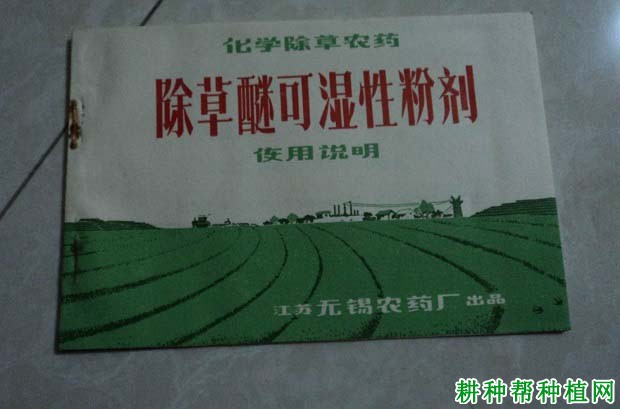 化学除草农药
除草醚可湿性粉剂
使用说明
江苏无锡农药厂出品
耕种帮种植网